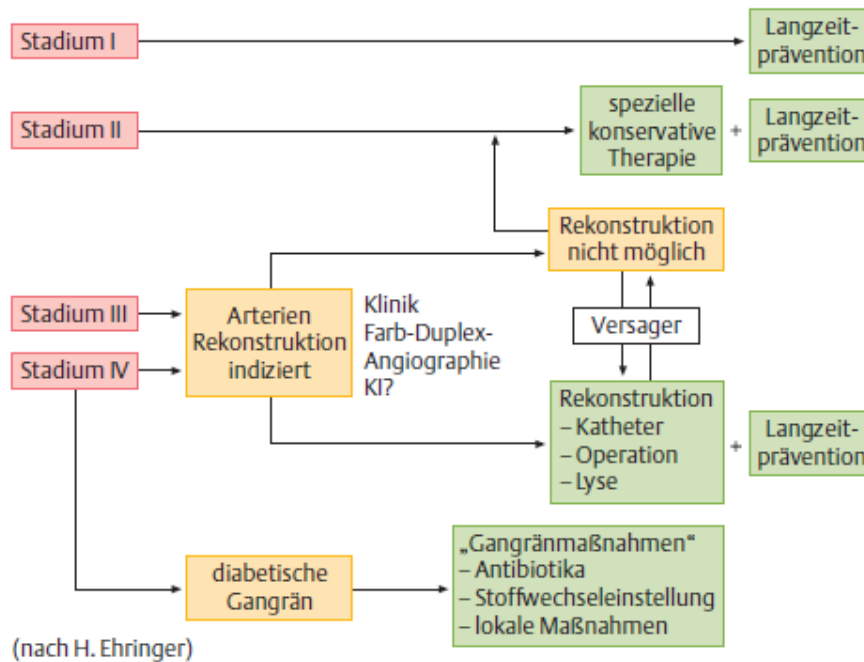 Stadium I
Langzeit-
prävention
Stadium II
spezielle
konservative
Therapie
+
Langzeit-
prävention
Rekonstruktion
nicht möglich
Stadium III
Stadium IV
Arterien
Rekonstruktion
indiziert
Klinik
Farb-Duplex-
Angiographie
KI?
Versager
Rekonstruktion
– Katheter
– Operation
– Lyse
+
Langzeit-
prävention
diabetische
Gangrän
„Gangränmaßnahmen“
– Antibiotika
– Stoffwechseleinstellung
– lokale Maßnahmen
(nach H. Ehringer)